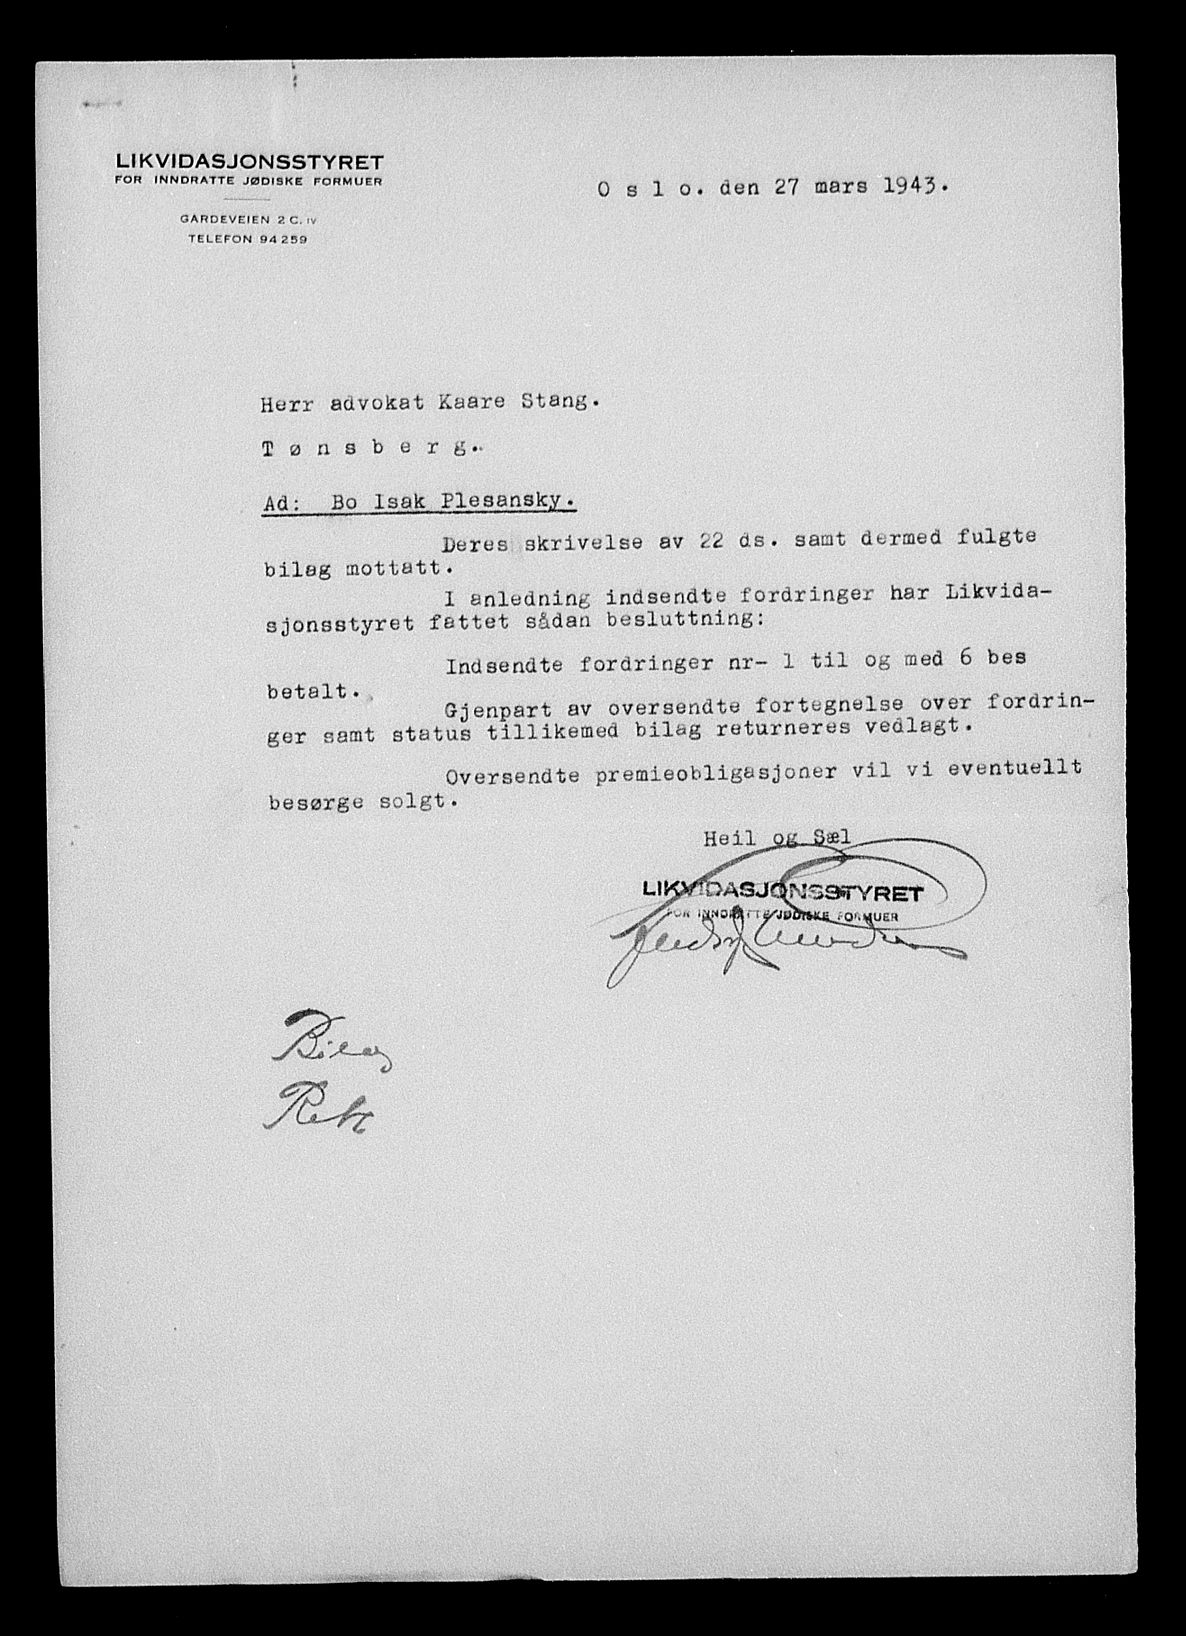 LIKVIDASJONSSTYRET
FOR INNDRATTE JØDISKE FORMUER
GARDEVEIEN 2 C. IV
TELEFON 94259
O s l o. den 27 mars 1943.
Herr advokat Kaare Stang.
T ø n s b e r g.
Ad: Bo Isak Plesansky.
Deres skrivelse av 22 ds. samt dermed fulgte
bilag mottatt.
I anledning indsendte fordringer har Likvida-
sjonsstyret fattet sådan besluttning:
Indsendte fordringer nr- 1 til og med 6 bes
betalt.
Gjenpart av oversendte fortegnelse over fordrin-
ger samt status tillikemed bilag returneres vedlagt.
Oversendte premieobligasjoner vil vi eventuellt
besørge solgt.
Heil og Sæl
LIKVIDASJONSSTYRET
FOR INNDRATTE JØDISKE FORMUER
Bilag